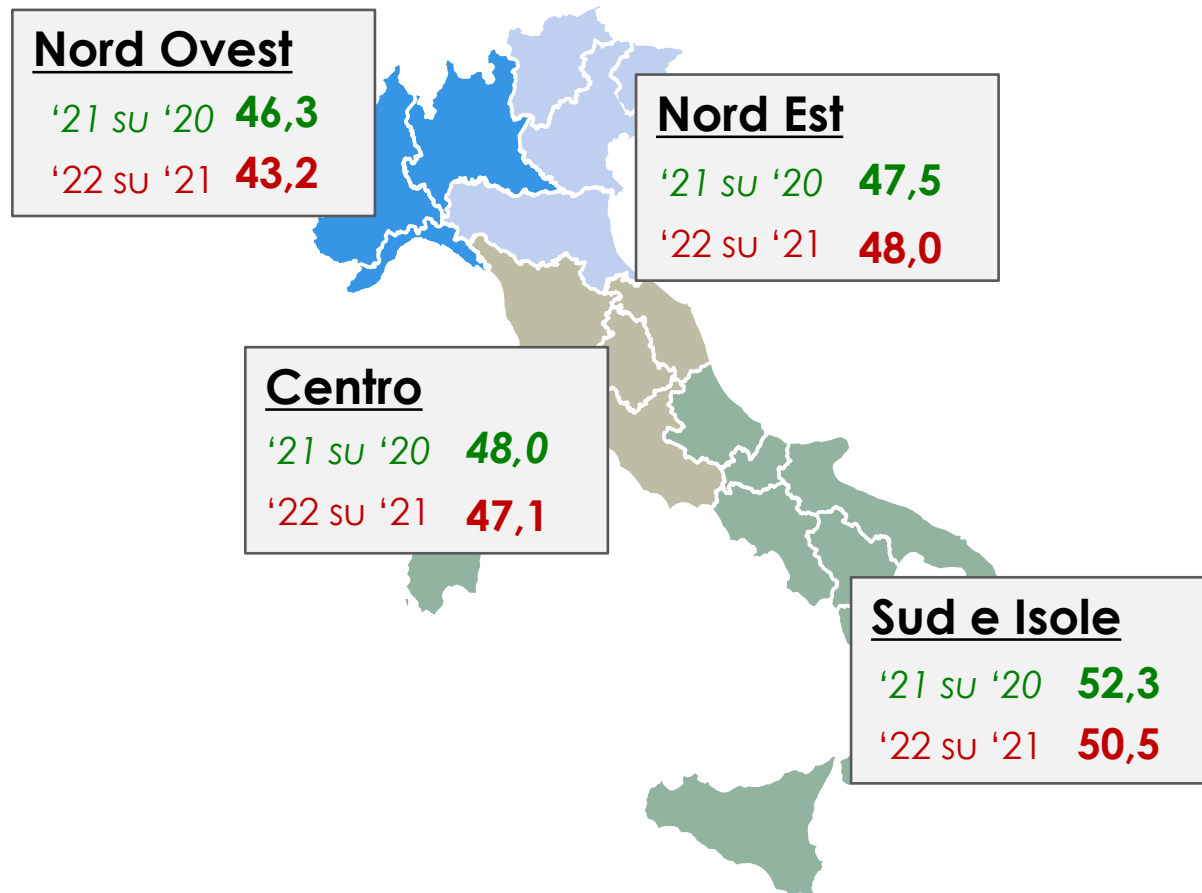 Nord Ovest
‘21 su ‘20 46,3
‘22 su ‘21 43,2
Nord Est
‘21 su ‘20 47,5
‘22 su ‘21 48,0
Centro
‘21 su ‘20 48,0
‘22 su ‘21 47,1
Sud e Isole
‘21 su ‘20 52,3
‘22 su ‘21 50,5